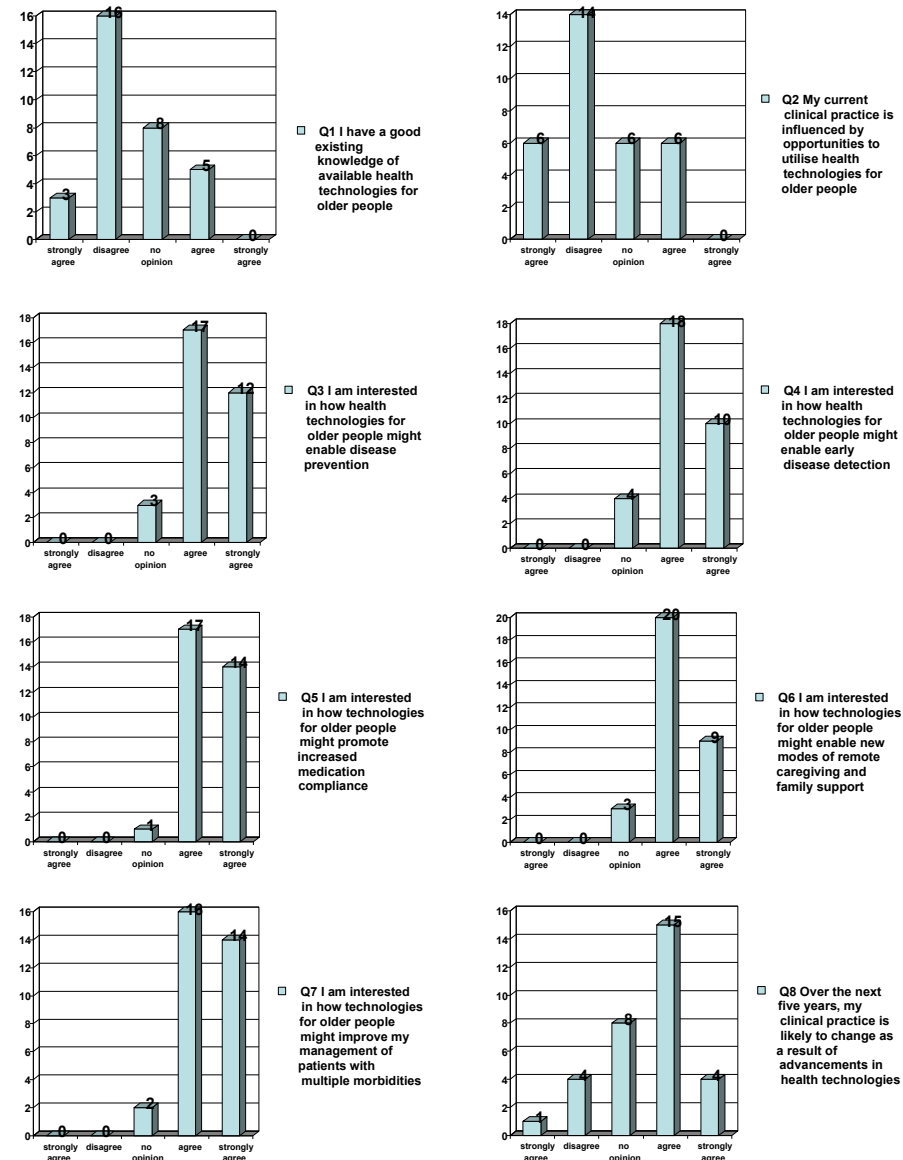 16
14
12
10
8
6
4
2
0
3
16
8
5
0
strongly agree
disagree
no opinion
agree
strongly agree
Q1 I have a good
existing
knowledge of
available health
technologies for
older people
14
12
10
8
6
4
2
0
6
14
6
6
0
strongly agree
disagree
no opinion
agree
strongly agree
Q2 My current
clinical practice is
influenced by
opportunities to
utilise health
technologies for
older people
18
16
14
12
10
8
6
4
2
0
0
0
3
17
12
strongly agree
disagree
no opinion
agree
strongly agree
Q3 I am interested
in how health
technologies for
older people might
enable disease
prevention
18
16
14
12
10
8
6
4
2
0
0
0
4
18
10
strongly agree
disagree
no opinion
agree
strongly agree
Q4 I am interested
in how health
technologies for
older people might
enable early
disease detection
18
16
14
12
10
8
6
4
2
0
0
0
1
17
14
strongly agree
disagree
no opinion
agree
strongly agree
Q5 I am interested
in how technologies
for older people
might promote
increased
medication
compliance
20
18
16
14
12
10
8
6
4
2
0
0
0
3
20
9
strongly agree
disagree
no opinion
agree
strongly agree
Q6 I am interested
in how technologies
for older people
might enable new
modes of remote
caregiving and
family support
16
14
12
10
8
6
4
2
0
0
0
2
16
14
strongly agree
disagree
no opinion
agree
strongly agree
Q7 I am interested
in how technologies
for older people
might improve my
management of
patients with
multiple morbidities
16
14
12
10
8
6
4
2
0
1
4
8
15
4
strongly agree
disagree
no opinion
agree
strongly agree
Q8 Over the next
five years, my
clinical practice is
likely to change as
a result of
advancements in
health technologies